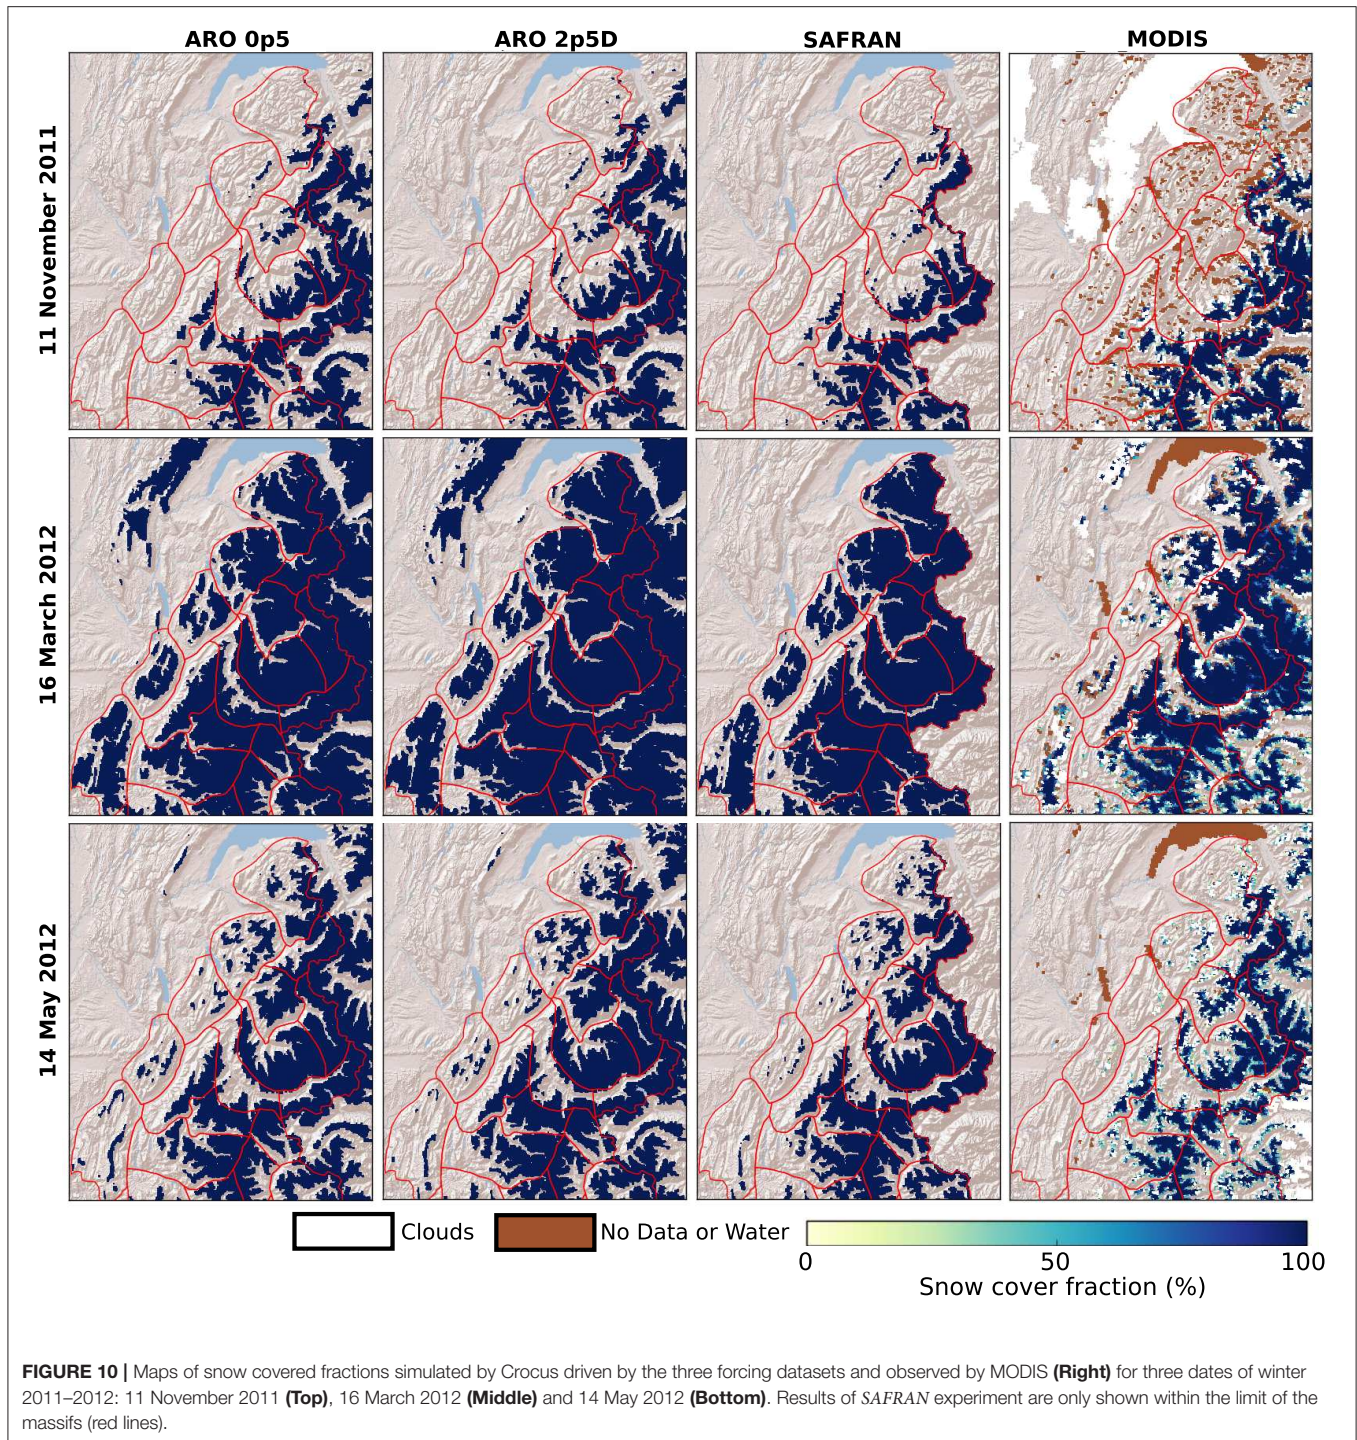 ARO 0p5 ARO 2p5D SAFRAN MODIS
11 November 2011
16 March 2012
14 May 2012
Clouds No Data or Water
0 50 100
Snow cover fraction (%)
FIGURE 10 | Maps of snow covered fractions simulated by Crocus driven by the three forcing datasets and observed by MODIS (Right) for three dates of winter
2011–2012: 11 November 2011 (Top), 16 March 2012 (Middle) and 14 May 2012 (Bottom). Results of SAFRAN experiment are only shown within the limit of the
massifs (red lines).